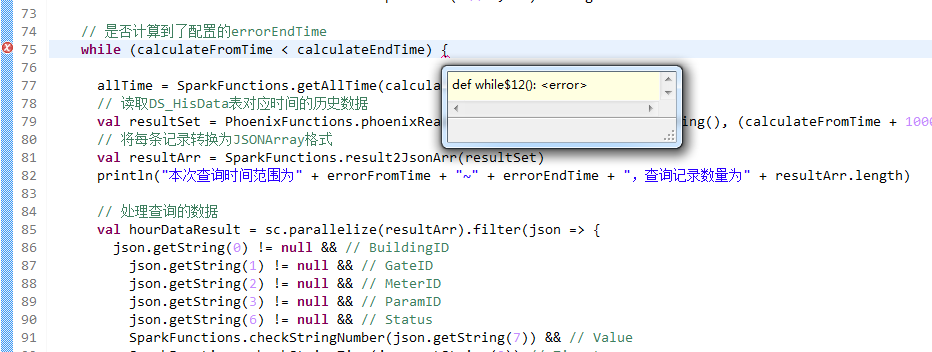 73
74 // 是否计算到了配置的errorEndTime
75 while (calculateFromTime < calculateEndTime) {
76
77 allTime = SparkFunctions.getAllTime(calcula
def while$12(): <error>
78 // 读取DS_HisData表对应时间的历史数据
79 val resultSet = PhoenixFunctions.phoenixRea ing(), (calculateFromTime + 1000
80 // 将每条记录转换为JSONArray格式
81 val resultArr = SparkFunctions.result2JsonArr(resultSet)
82 println("本次查询时间范围为" + errorFromTime + "~" + errorEndTime + ", 查询记录数量为" + resultArr.length)
83
84 // 处理查询的数据
85 val hourDataResult = sc.parallelize(resultArr).filter(json => {
86 json.getString(0) != null && // BuildingID
87 json.getString(1) != null && // GateID
88 json.getString(2) != null && // MeterID
89 json.getString(3) != null && // ParamID
90 json.getString(6) != null && // Status
91 SparkFunctions.checkStringNumber(json.getString(7)) && // Value